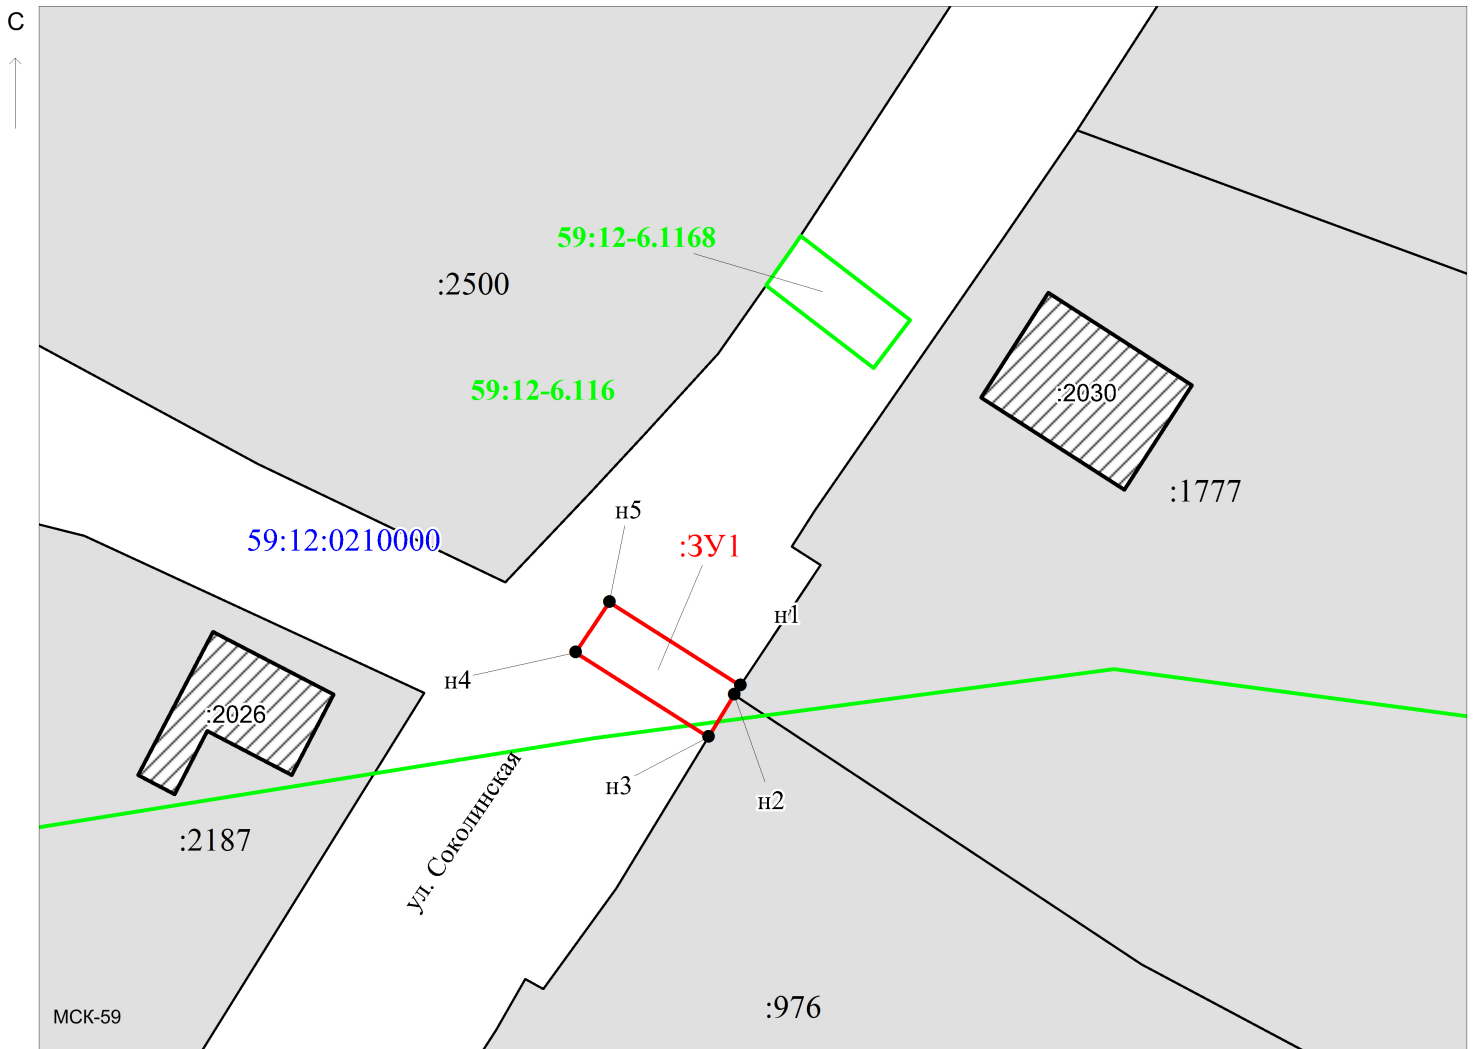 С
59:12-6.1168
:2500
59:12-6.116
:2030
:1777
н5
59:12:0210000
:ЗУ1
н1
н4
:2026
н3
н2
ул. Соколинская
:2187
:976
МСК-59